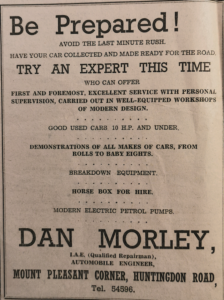 Be Prepared!
AVOID THE LAST MINUTE RUSH.
HAVE YOUR CAR COLLECTED AND MADE READY FOR THE ROAD.
TRY AN EXPERT THIS TIME
WHO CAN OFFER
FIRST AND FOREMOST, EXCELLENT SERVICE WITH PERSONAL
SUPERVISION, CARRIED OUT IN WELL-EQUIPPED WORKSHOPS
OF MODERN DESIGN.
GOOD USED CARS 10 H.P. AND UNDER.
DEMONSTRATIONS OF ALL MAKES OF CARS, FROM
ROLLS TO BABY EIGHTS.
BREAKDOWN EQUIPMENT.
HORSE BOX FOR HIRE.
MODERN ELECTRIC PETROL PUMPS.
DAN MORLEY,
I.A.E. (Qualified Repairman),
AUTOMOBILE ENGINEER,
MOUNT PLEASANT CORNER, HUNTINGDON ROAD,
Tel. 54596.